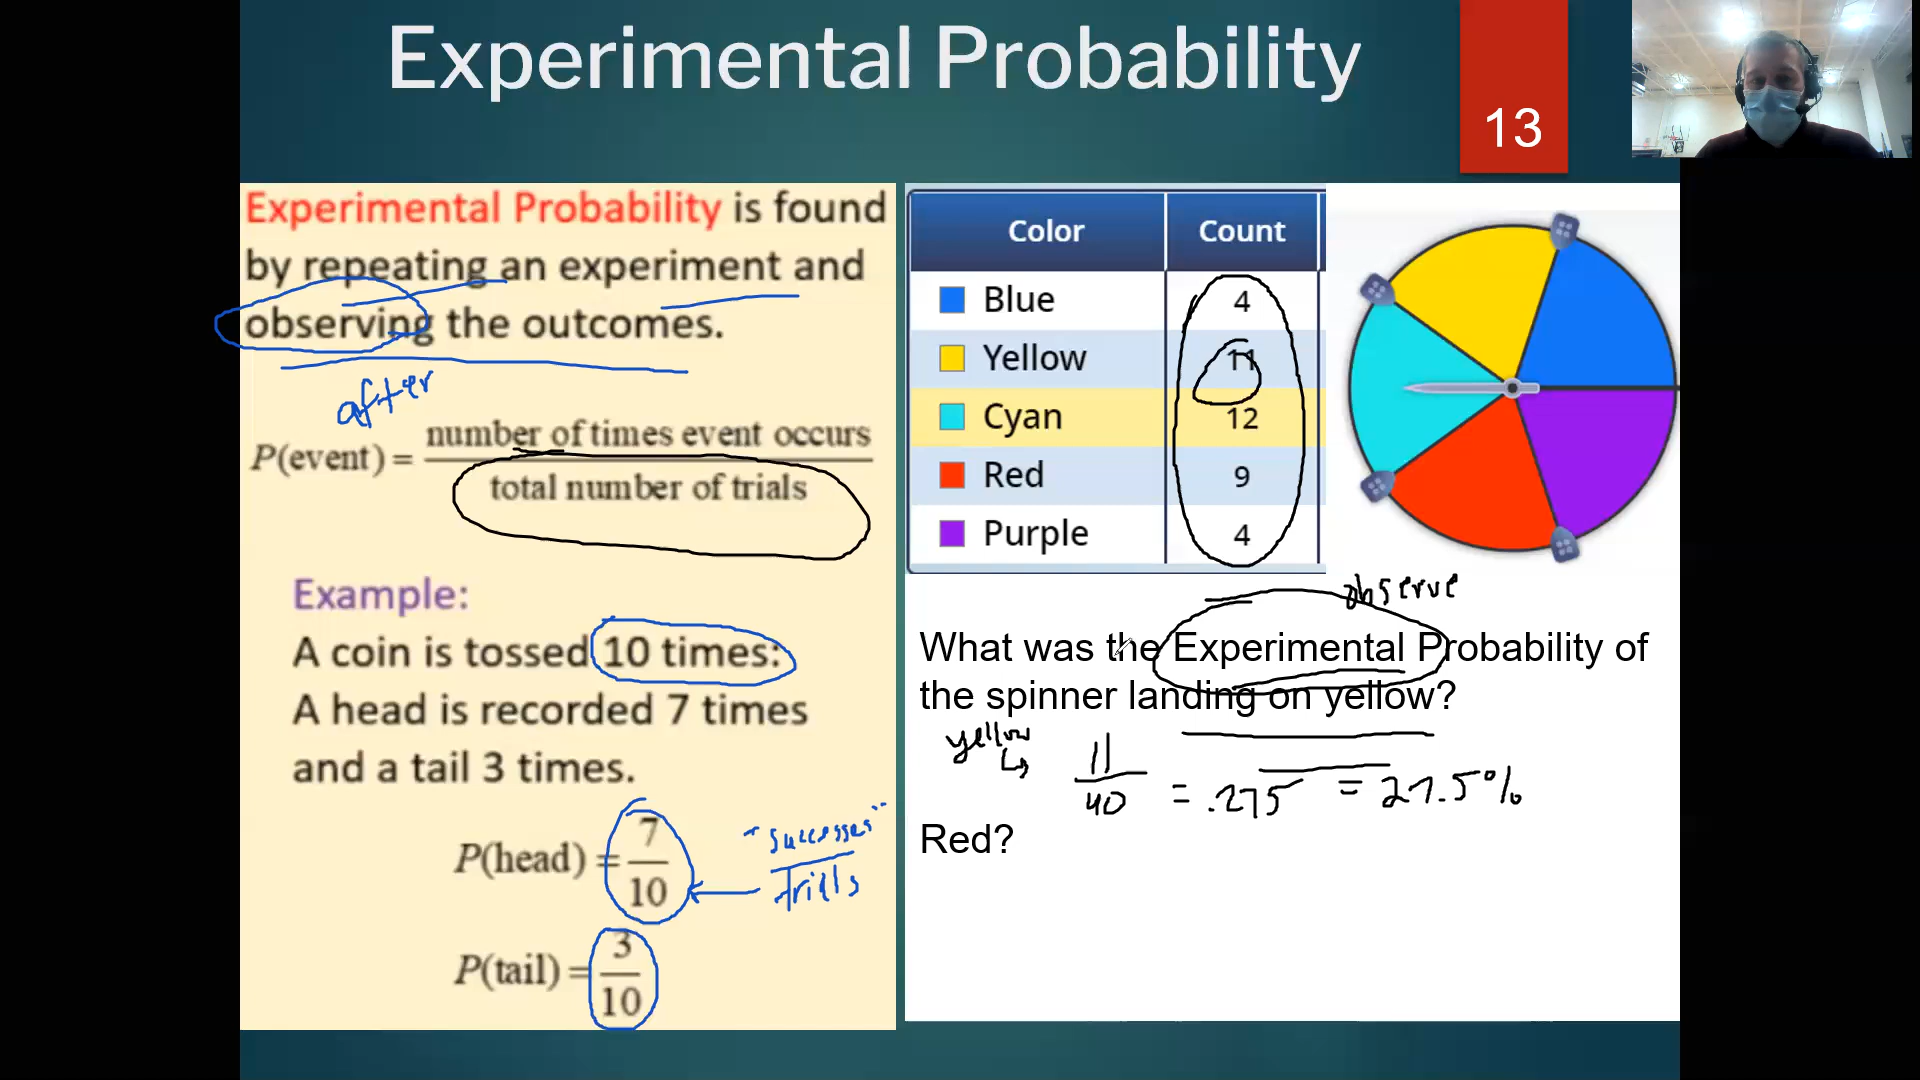 Experimental Probability
13
Experimental Probability is found
by repeating an experiment and
observing the outcomes.
after
P(event) = number of times event occurs
total number of trials
Example:
A coin is tossed 10 times:
A head is recorded 7 times
and a tail 3 times.
P(head) = 7
10
"successes"
Trials
P(tail) = 3
10
Color Count
Blue 4
Yellow 11
Cyan 12
Red 9
Purple 4
observe
What was the Experimental Probability of
the spinner landing on yellow?
yellow
11
40 = .275 = 27.5%
Red?